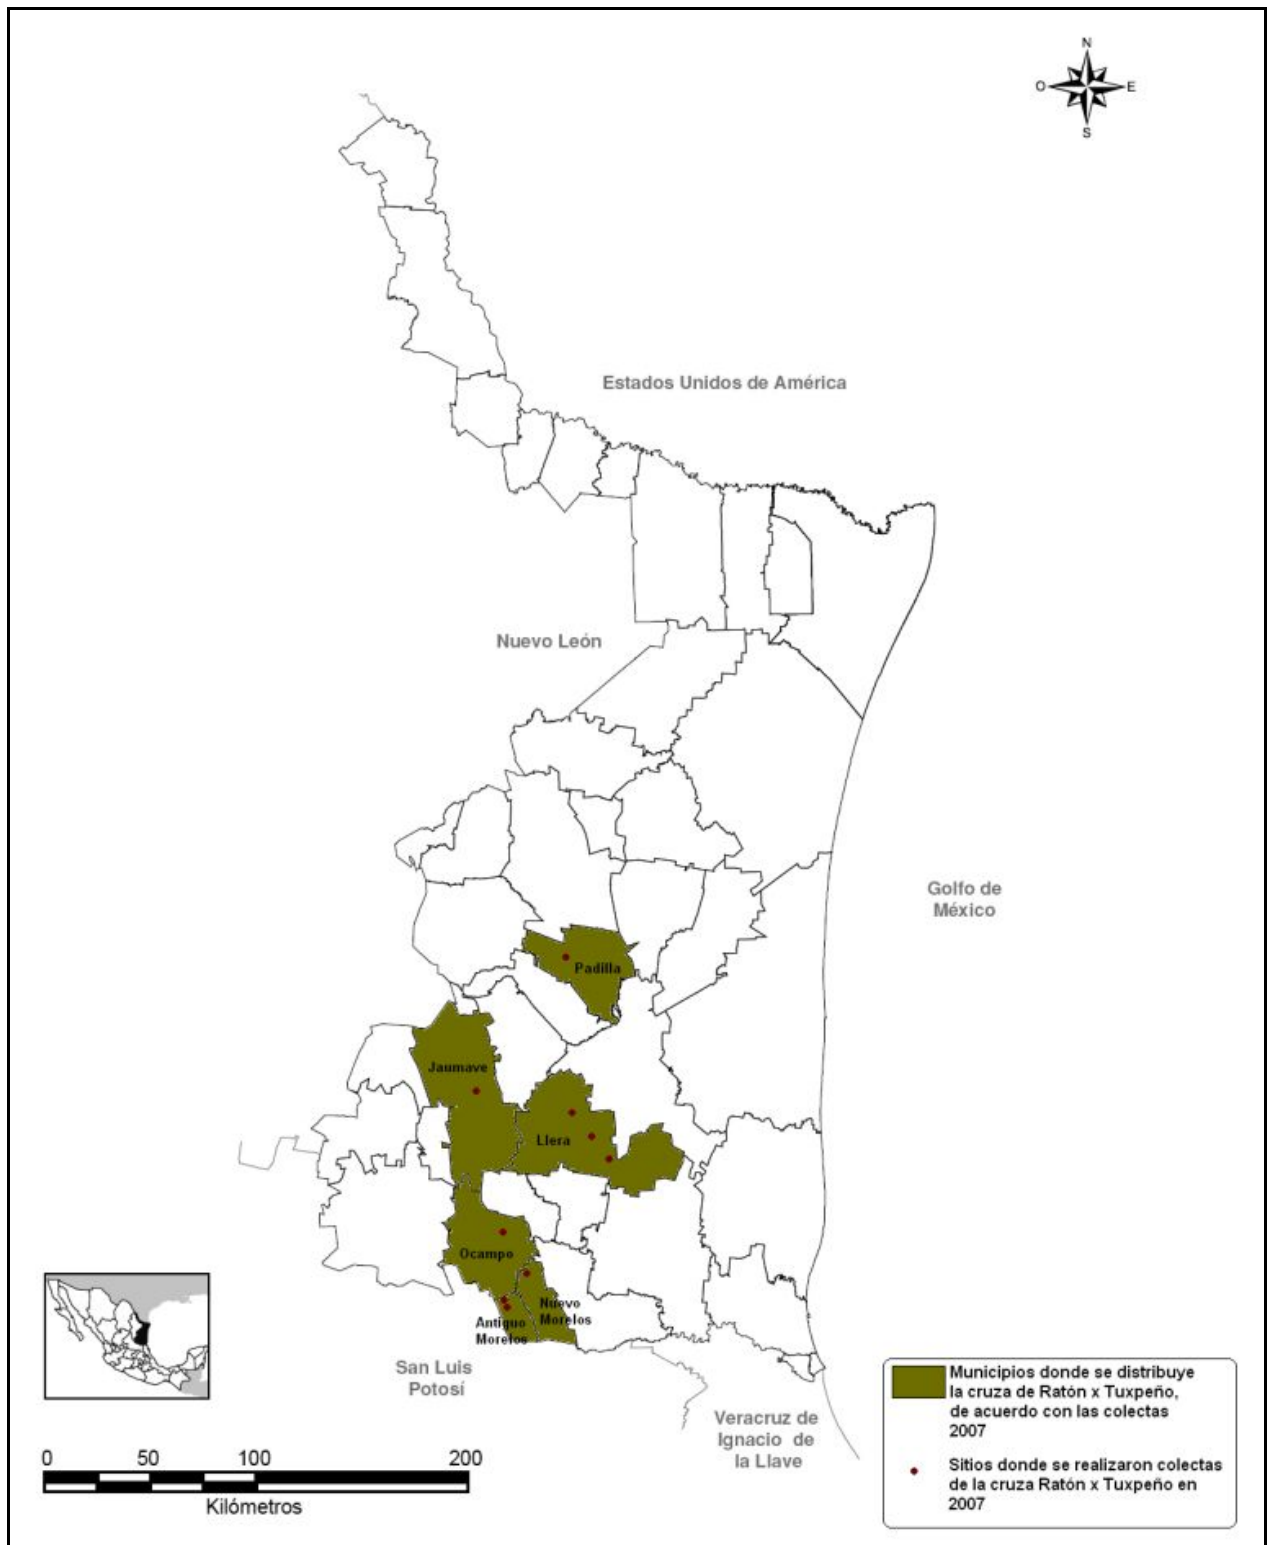 N
O
E
S
Estados Unidos de América
Nuevo León
Golfo de
México
Padilla
Jaumave
Llera
Ocampo
Nuevo
Morelos
Antiguo
Morelos
San Luis
Potosí
Veracruz de
Ignacio de
la Llave
Municipios donde se distribuye
la cruza de Ratón x Tuxpeño,
de acuerdo con las colectas
2007
Sitios donde se realizaron colectas
de la cruza Ratón x Tuxpeño en
2007
0 50 100 200
Kilómetros